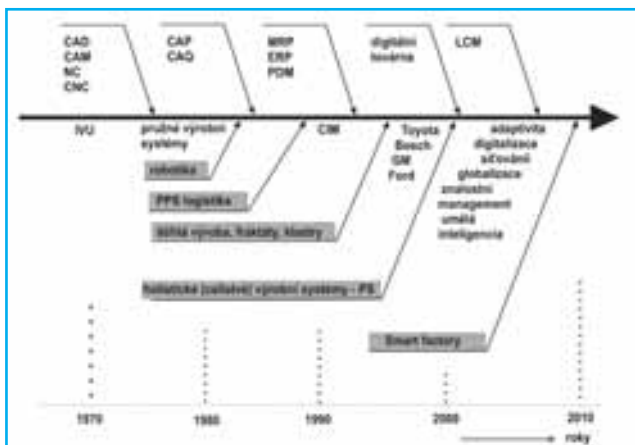 CAD
CAM
NC
CNC
CAP
CAQ
MRP
ERP
PDM
digitální
továrna
LCM
IVU
pružné výrobní
systémy
CIM
Toyota
Bosch
GM
Ford
adaptivita
digitalizace
síťování
globalizace
znalostní
management
umělá
inteligencia
robotika
PPS logistika
štíhlá výroba, fraktály, klastry
holistické (celistvé) výrobní systémy - PS
Smart factory
1970
1980
1990
2000
2010
roky